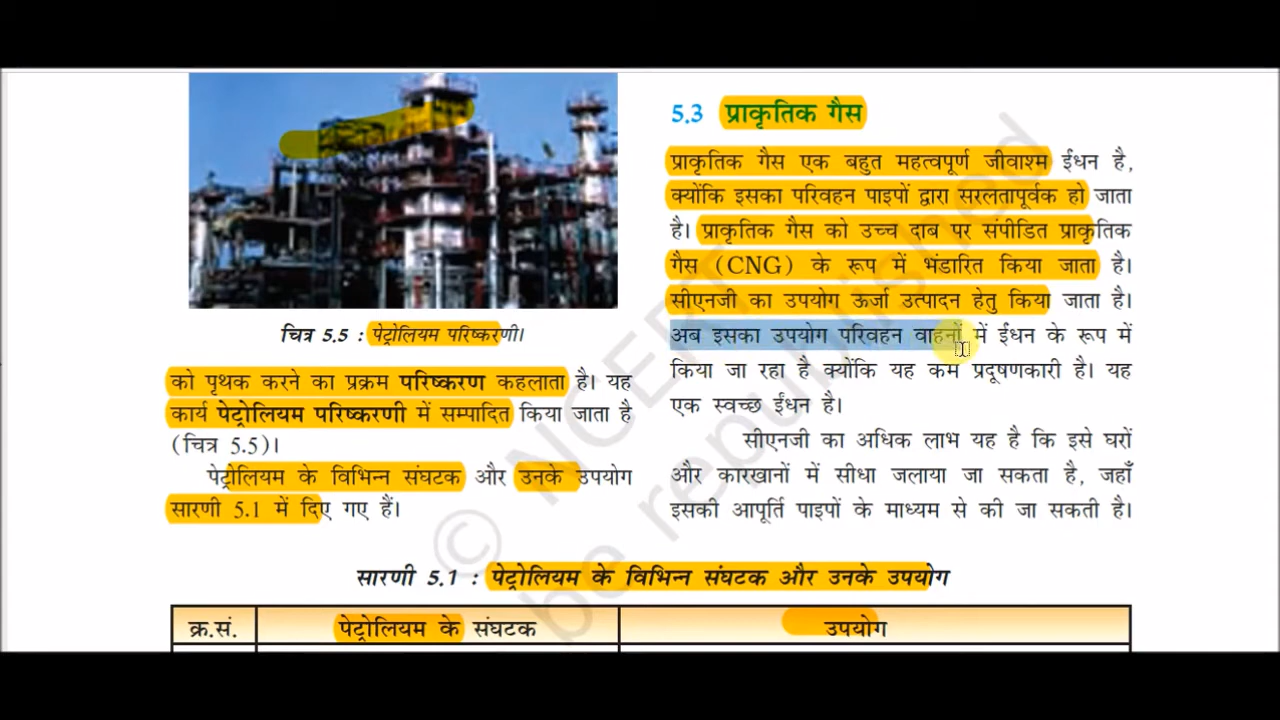 चित्र 5.5 : पेट्रोलियम परिष्करणी।
को पृथक करने का प्रक्रम परिष्करण कहलाता है। यह
कार्य पेट्रोलियम परिष्करणी में सम्पादित किया जाता है
(चित्र 5.5)।
पेट्रोलियम के विभिन्न संघटक और उनके उपयोग
सारणी 5.1 में दिए गए हैं।
5.3 प्राकृतिक गैस
प्राकृतिक गैस एक बहुत महत्वपूर्ण जीवाश्म ईंधन है,
क्योंकि इसका परिवहन पाइपों द्वारा सरलतापूर्वक हो जाता
है। प्राकृतिक गैस को उच्च दाब पर संपीडित प्राकृतिक
गैस (CNG) के रूप में भंडारित किया जाता है।
सीएनजी का उपयोग ऊर्जा उत्पादन हेतु किया जाता है।
अब इसका उपयोग परिवहन वाहनों में ईंधन के रूप में
किया जा रहा है क्योंकि यह कम प्रदूषणकारी है। यह
एक स्वच्छ ईंधन है।
सीएनजी का अधिक लाभ यह है कि इसे घरों
और कारखानों में सीधा जलाया जा सकता है, जहाँ
इसकी आपूर्ति पाइपों के माध्यम से की जा सकती है।
सारणी 5.1 : पेट्रोलियम के विभिन्न संघटक और उनके उपयोग
क्र.सं. पेट्रोलियम के संघटक उपयोग
© NCERT
be republished